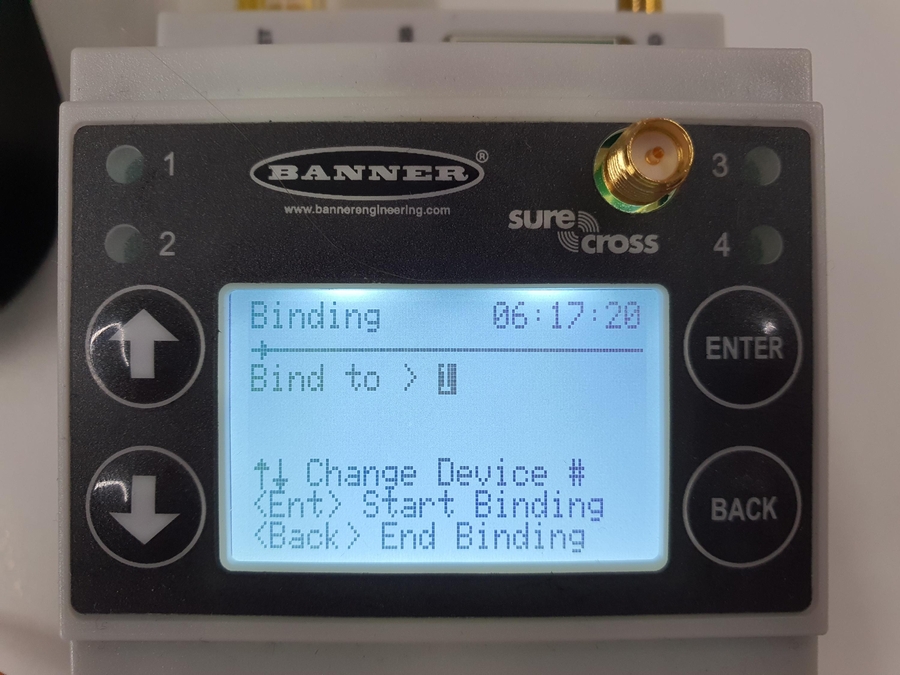 1
BANNER®
www.bannerengineering.com
3
2
sure cross
4
Binding 06:17:20
Bind to > 1
↑↓ Change Device #
<Ent> Start Binding
<Back> End Binding
ENTER
BACK